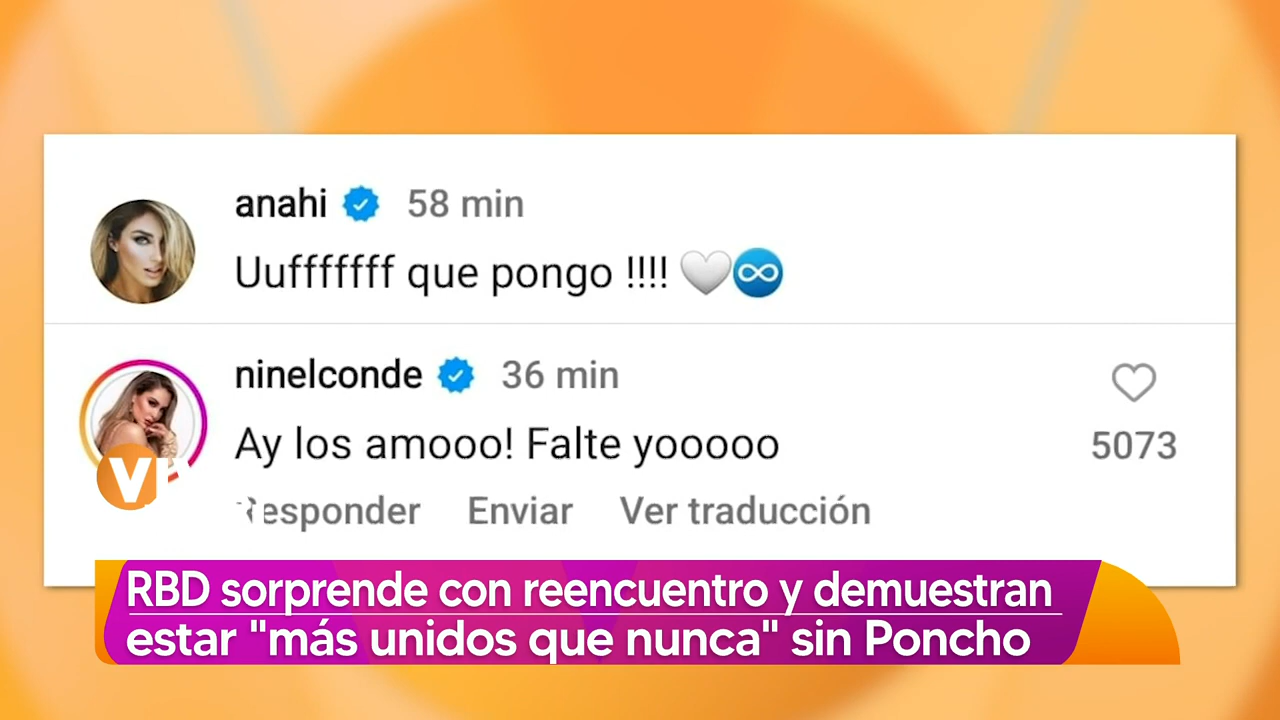 anahi 58 min
Uufffffff que pongo !!!! 🤍♾️
ninelconde 36 min
Ay los amooo! Falte yooooo
5073
Responder Enviar Ver traducción
RBD sorprende con reencuentro y demuestran
estar "más unidos que nunca" sin Poncho